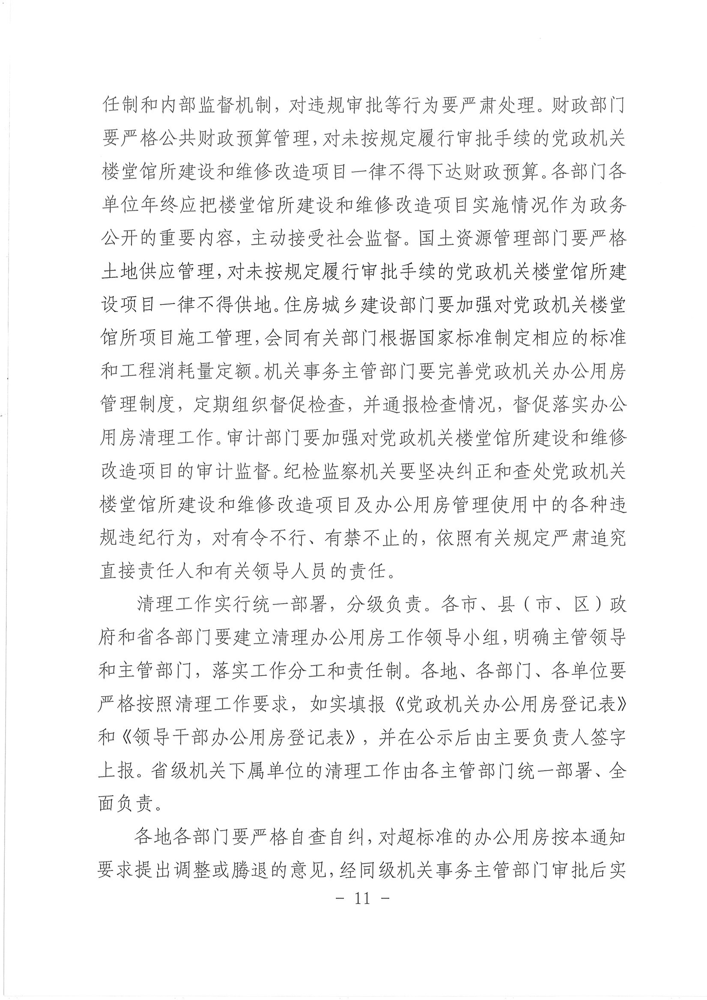 任制和内部监督机制，对违规审批等行为要严肃处理。财政部门
要严格公共财政预算管理，对未按规定履行审批手续的党政机关
楼堂馆所建设和维修改造项目一律不得下达财政预算。各部门各
单位年终应把楼堂馆所建设和维修改造项目实施情况作为政务
公开的重要内容，主动接受社会监督。国土资源管理部门要严格
土地供应管理，对未按规定履行审批手续的党政机关楼堂馆所建
设项目一律不得供地。住房城乡建设部门要加强对党政机关楼堂
馆所项目施工管理，会同有关部门根据国家标准制定相应的标准
和工程消耗量定额。机关事务主管部门要完善党政机关办公用房
管理制度，定期组织督促检查，并通报检查情况，督促落实办公
用房清理工作。审计部门要加强对党政机关楼堂馆所建设和维修
改造项目的审计监督。纪检监察机关要坚决纠正和查处党政机关
楼堂馆所建设和维修改造项目及办公用房管理使用中的各种违
规违纪行为，对有令不行、有禁不止的，依照有关规定严肃追究
直接责任人和有关领导人员的责任。
清理工作实行统一部署，分级负责。各市、县（市、区）政
府和省各部门要建立清理办公用房工作领导小组，明确主管领导
和主管部门，落实工作分工和责任制。各地、各部门、各单位要
严格按照清理工作要求，如实填报《党政机关办公用房登记表》
和《领导干部办公用房登记表》，并在公示后由主要负责人签字
上报。省级机关下属单位的清理工作由各主管部门统一部署、全
面负责。
各地各部门要严格自查自纠，对超标准的办公用房按本通知
要求提出调整或腾退的意见，经同级机关事务主管部门审批后实
- 11 -